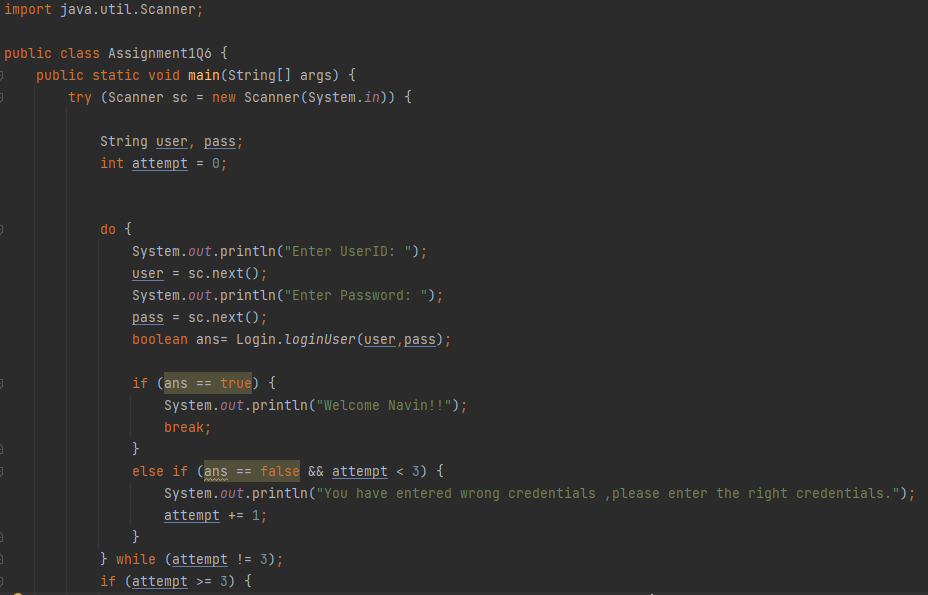 import java.util.Scanner;
public class Assignment1Q6 {
public static void main(String[] args) {
try (Scanner sc = new Scanner(System.in)) {
String user, pass;
int attempt = 0;
do {
System.out.println("Enter UserID: ");
user = sc.next();
System.out.println("Enter Password: ");
pass = sc.next();
boolean ans= Login.loginUser(user,pass);
if (ans == true) {
System.out.println("Welcome Navin!!");
break;
}
else if (ans == false && attempt < 3) {
System.out.println("You have entered wrong credentials ,please enter the right credentials.");
attempt += 1;
}
} while (attempt != 3);
if (attempt >= 3) {